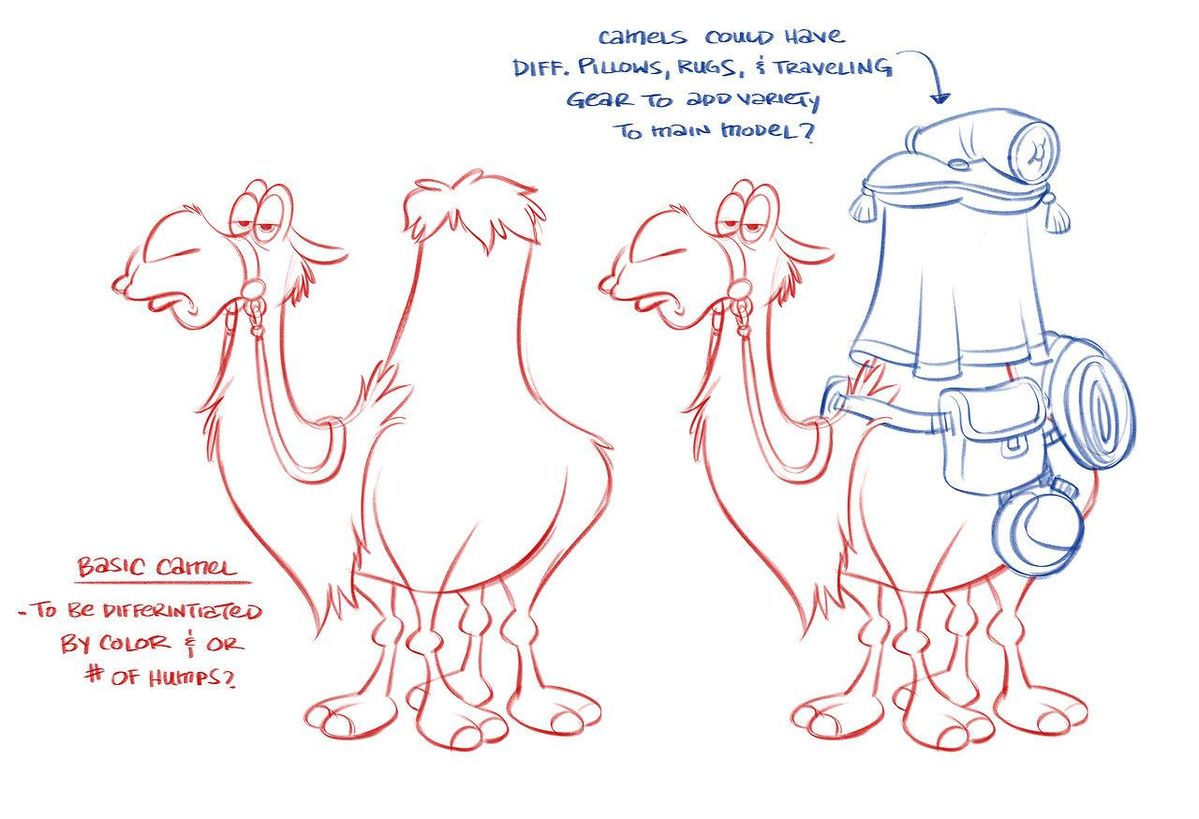 CAMELS COULD HAVE
DIFF. PILLOWS, RUGS, & TRAVELING
GEAR TO ADD VARIETY
TO MAIN MODEL?
BASIC CAMEL
- TO BE DIFFERINTIATED
BY COLOR & OR
# OF HUMPS?